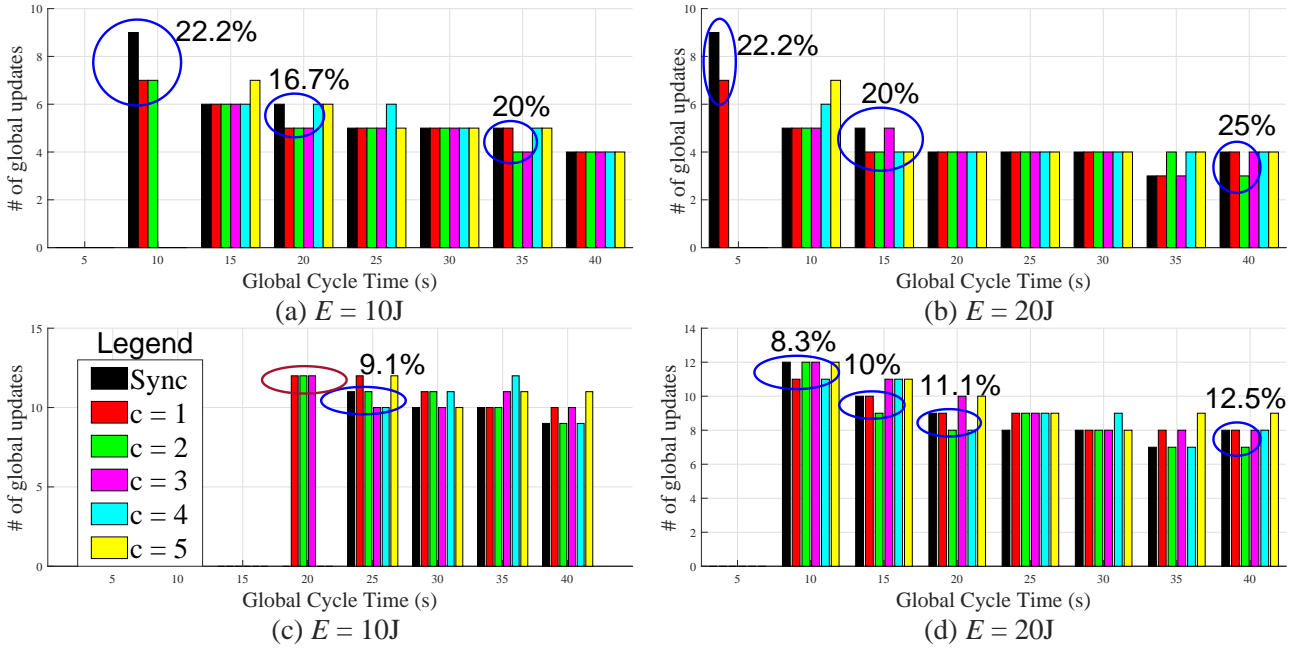 22.2%
16.7%
20%
# of global updates
0
2
4
6
8
10
5 10 15 20 25 30 35 40
Global Cycle Time (s)
(a) E = 10J
22.2%
20%
25%
# of global updates
0
2
4
6
8
10
5 10 15 20 25 30 35 40
Global Cycle Time (s)
(b) E = 20J
Legend
Sync
c = 1
c = 2
c = 3
c = 4
c = 5
9.1%
# of global updates
0
5
10
15
5 10 15 20 25 30 35 40
Global Cycle Time (s)
(c) E = 10J
8.3%
10%
11.1%
12.5%
# of global updates
0
2
4
6
8
10
12
14
5 10 15 20 25 30 35 40
Global Cycle Time (s)
(d) E = 20J